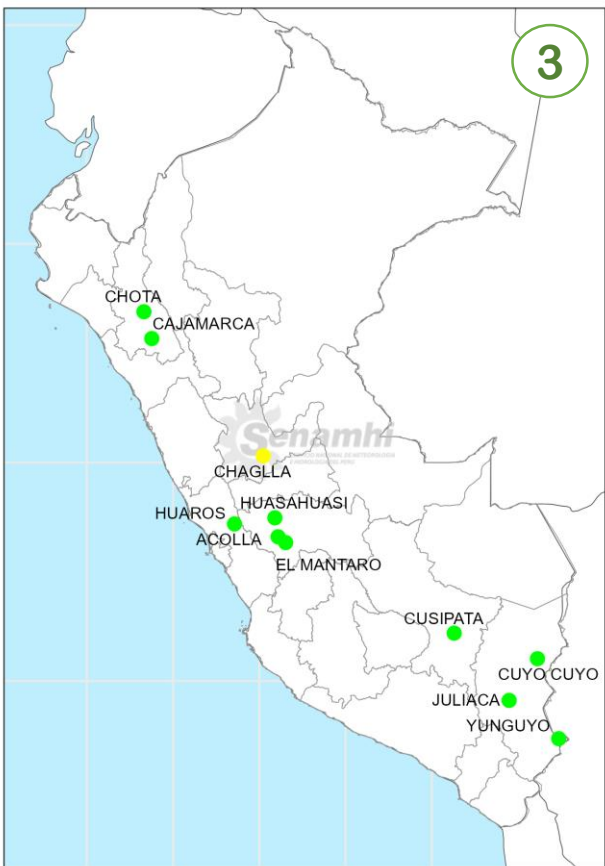 3
CHOTA
CAJAMARCA
Senamhi
CHAGLLA
HUASAHUASI
HUAROS
ACOLLA
EL MANTARO
CUSIPATA
CUYO CUYO
JULIACA
YUNGUYO